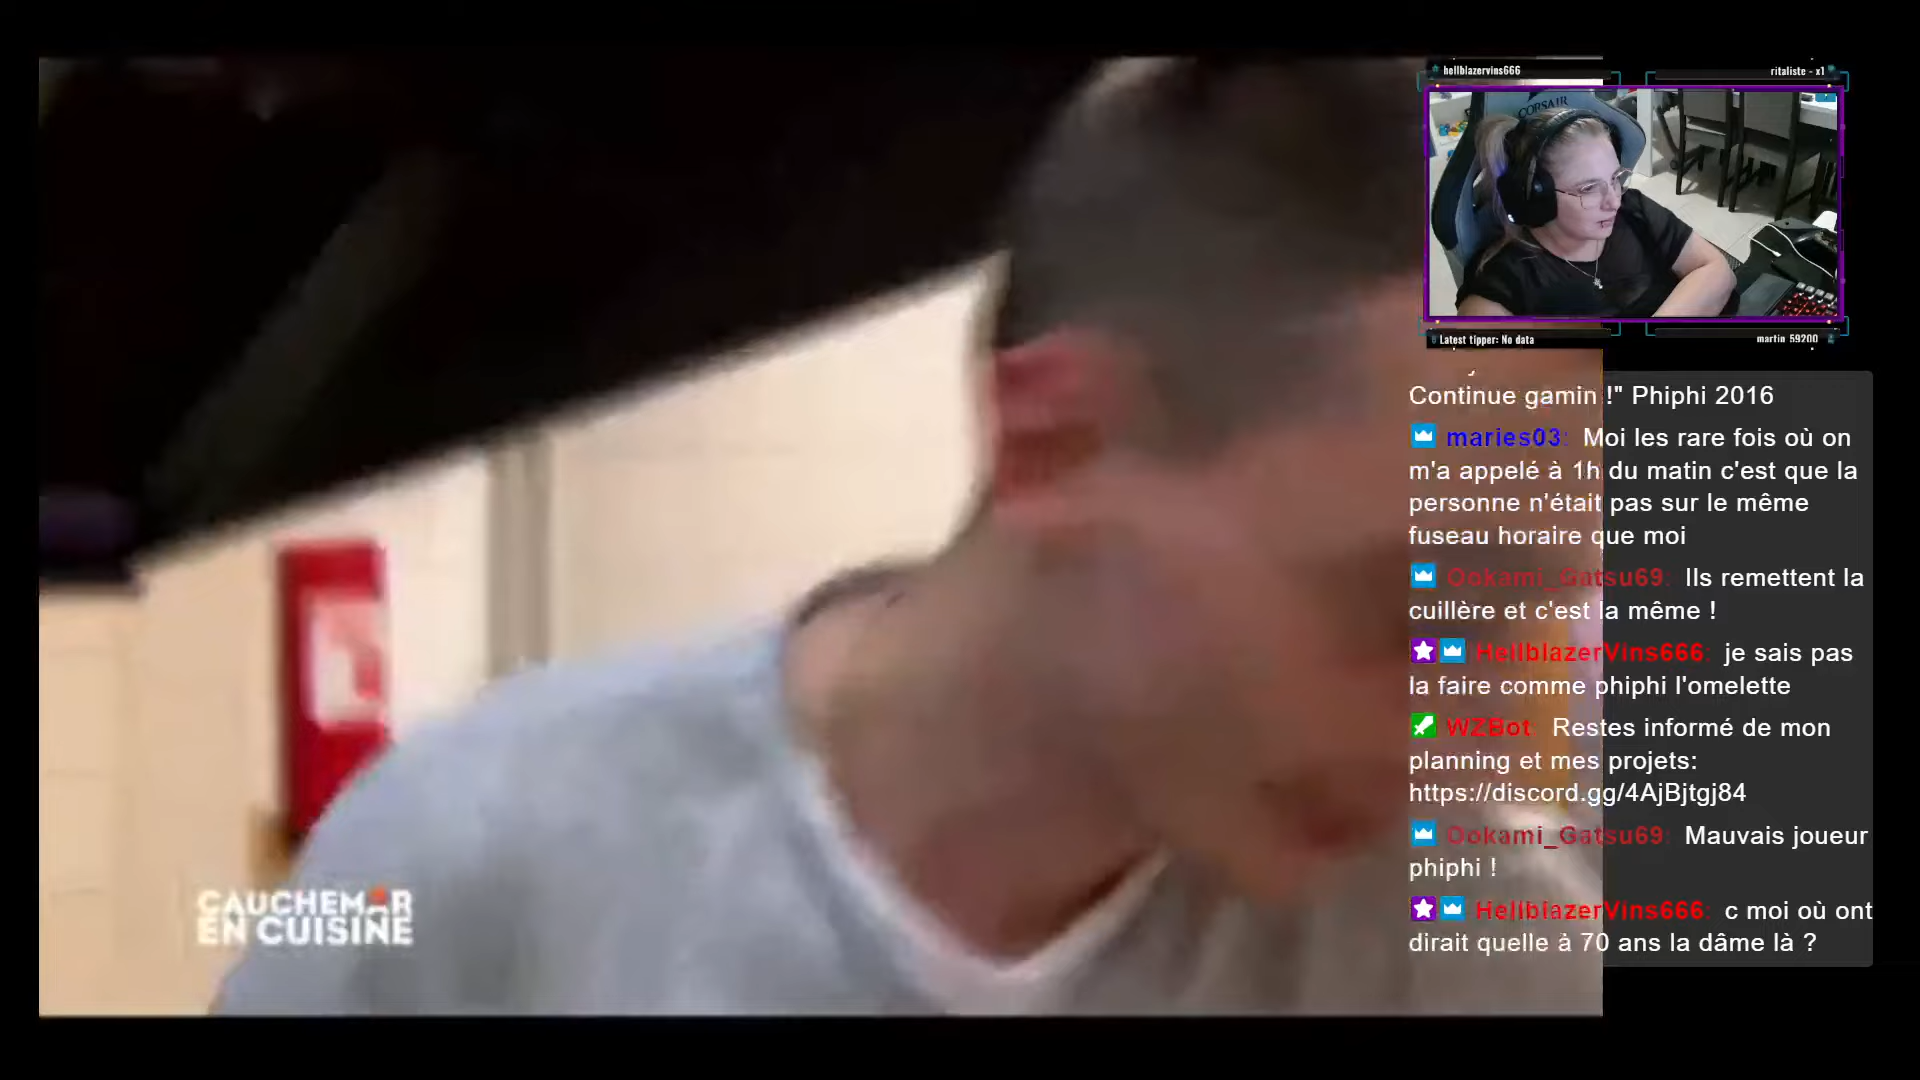 hellblazervins666
ritaliste - x1
CORSAIR
Latest tipper: No data
martin_59200
Continue gamin !" Phiphi 2016
maries03: Moi les rare fois où on
m'a appelé à 1h du matin c'est que la
personne n'était pas sur le même
fuseau horaire que moi
Ookami_Gatsu69: Ils remettent la
cuillère et c'est la même !
HellblazerVins666: je sais pas
la faire comme phiphi l'omelette
WZBot: Restes informé de mon
planning et mes projets:
https://discord.gg/4AjBjtgj84
Ookami_Gatsu69: Mauvais joueur
phiphi !
HellblazerVins666: c moi où ont
dirait quelle à 70 ans la dâme là ?
CAUCHEMAR
EN CUISINE